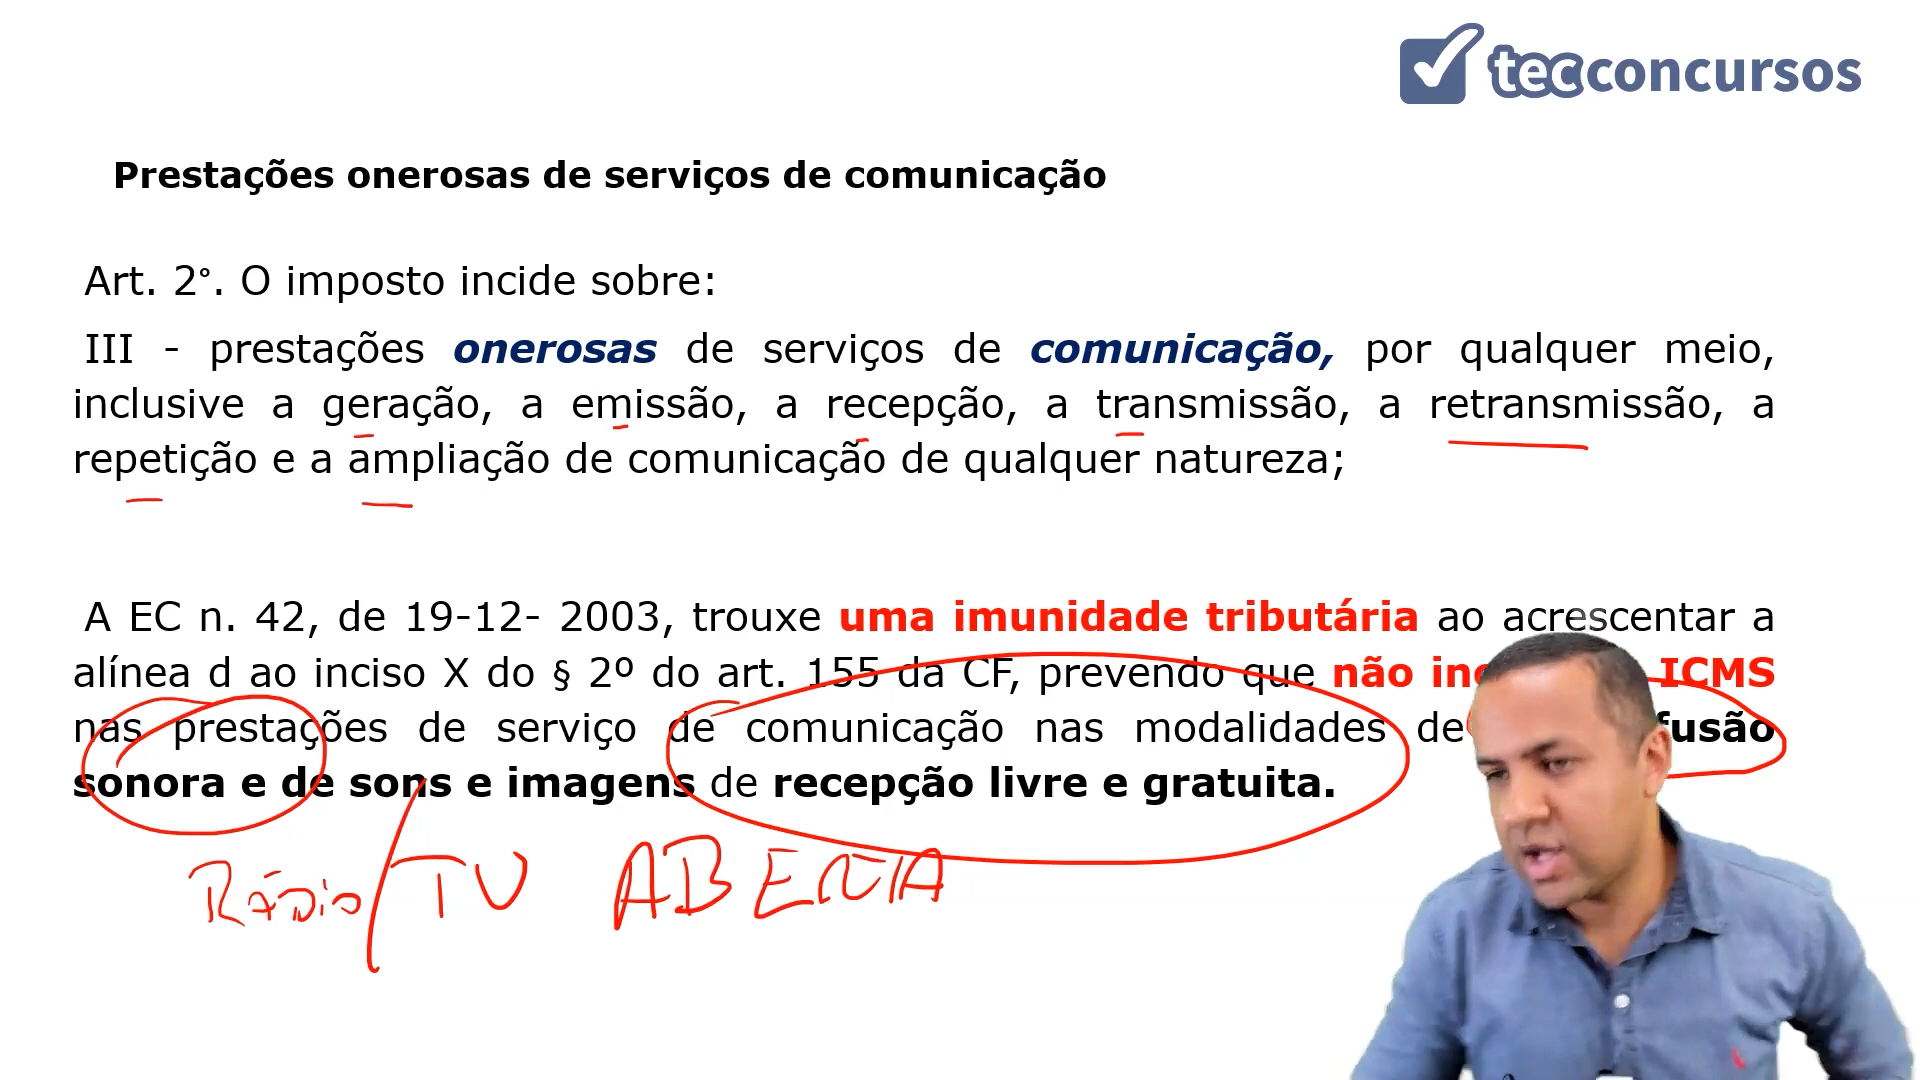 tecconcursos
Prestações onerosas de serviços de comunicação
Art. 2°. O imposto incide sobre:
III - prestações onerosas de serviços de comunicação, por qualquer meio,
inclusive a geração, a emissão, a recepção, a transmissão, a retransmissão, a
repetição e a ampliação de comunicação de qualquer natureza;
A EC n. 42, de 19-12- 2003, trouxe uma imunidade tributária ao acrescentar a
alínea d ao inciso X do § 2º do art. 155 da CF, prevendo que não ICMS
nas prestações de serviço de comunicação nas modalidades de
sonora e de sons e imagens de recepção livre e gratuita.
RÁDIO/TV ABERTA